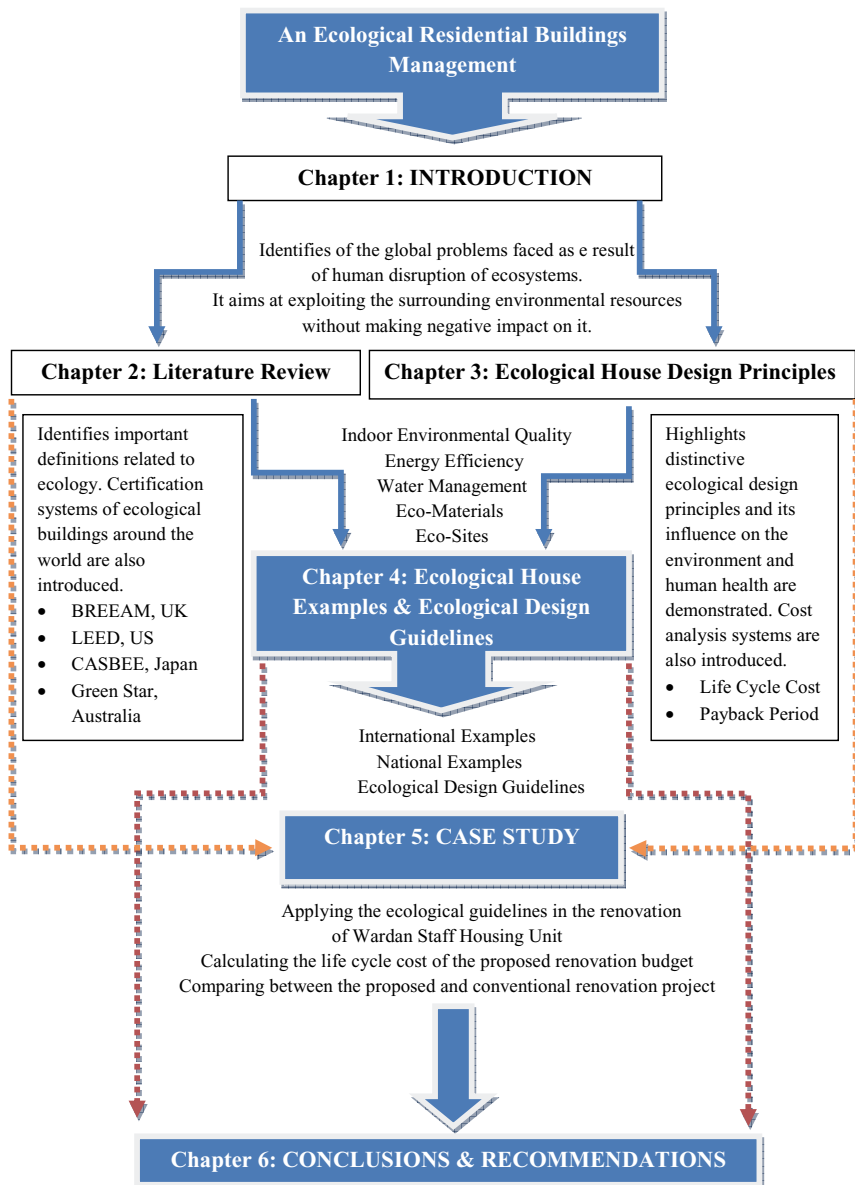 An Ecological Residential Buildings
Management
Chapter 1: INTRODUCTION
Identifies of the global problems faced as e result
of human disruption of ecosystems.
It aims at exploiting the surrounding environmental resources
without making negative impact on it.
Chapter 2: Literature Review
Chapter 3: Ecological House Design Principles
Identifies important
definitions related to
ecology. Certification
systems of ecological
buildings around the
world are also
introduced.
• BREEAM, UK
• LEED, US
• CASBEE, Japan
• Green Star,
Australia
Indoor Environmental Quality
Energy Efficiency
Water Management
Eco-Materials
Eco-Sites
Highlights
distinctive
ecological design
principles and its
influence on the
environment and
human health are
demonstrated. Cost
analysis systems are
also introduced.
• Life Cycle Cost
• Payback Period
Chapter 4: Ecological House
Examples & Ecological Design
Guidelines
International Examples
National Examples
Ecological Design Guidelines
Chapter 5: CASE STUDY
Applying the ecological guidelines in the renovation
of Wardan Staff Housing Unit
Calculating the life cycle cost of the proposed renovation budget
Comparing between the proposed and conventional renovation project
Chapter 6: CONCLUSIONS & RECOMMENDATIONS